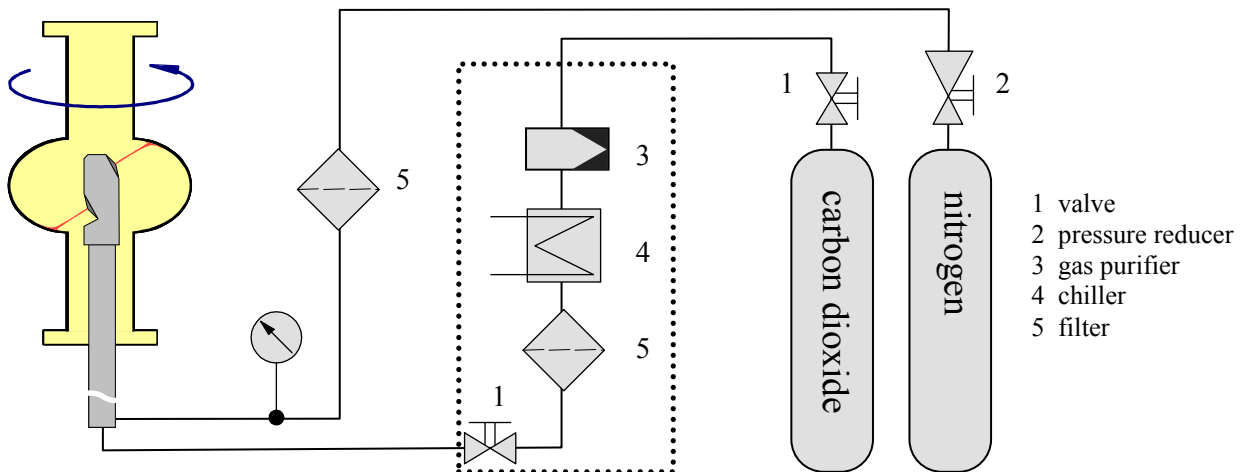 1
2
3
5
4
5
1
carbon dioxide
nitrogen
1 valve
2 pressure reducer
3 gas purifier
4 chiller
5 filter